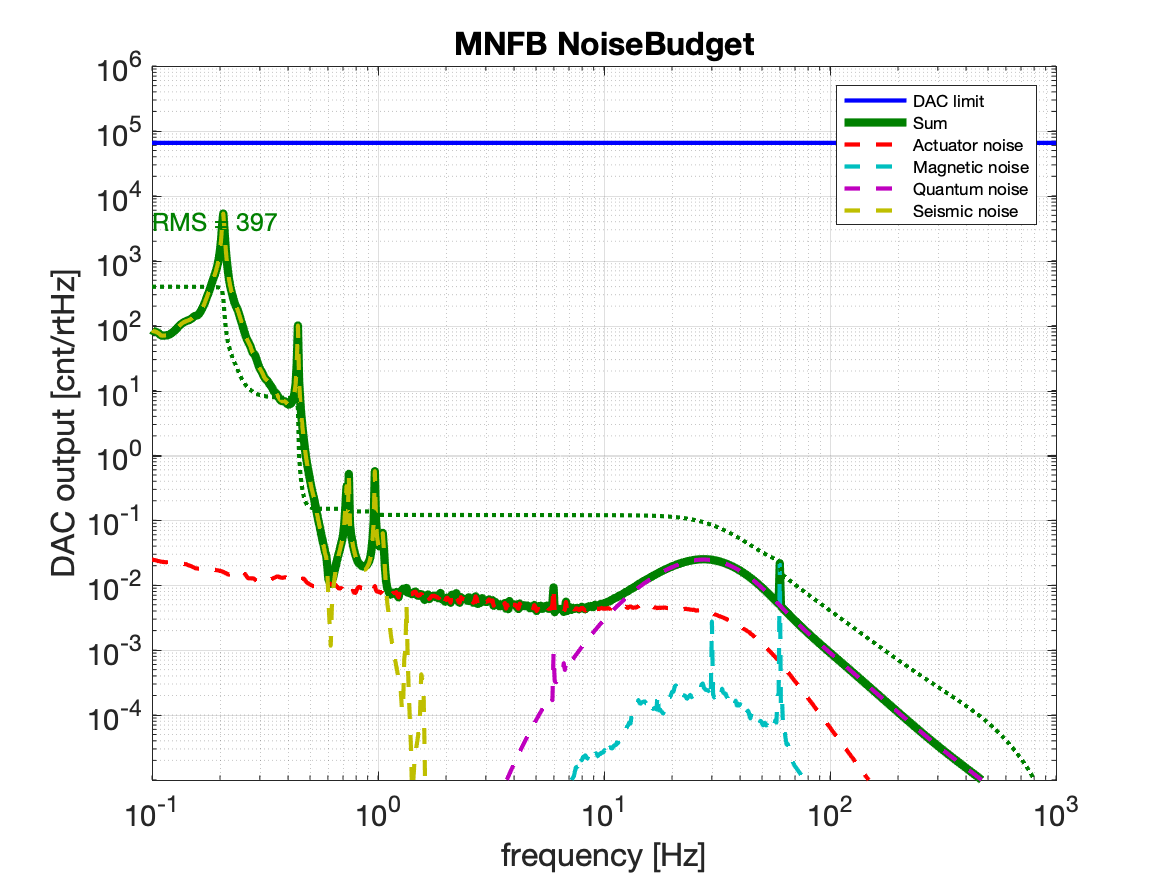 MNFB NoiseBudget
DAC output [cnt/rtHz]
10^6
10^5
10^4
10^3
10^2
10^1
10^0
10^-1
10^-2
10^-3
10^-4
DAC limit
Sum
Actuator noise
Magnetic noise
Quantum noise
Seismic noise
RMS = 397
10^-1
10^0
10^1
10^2
10^3
frequency [Hz]